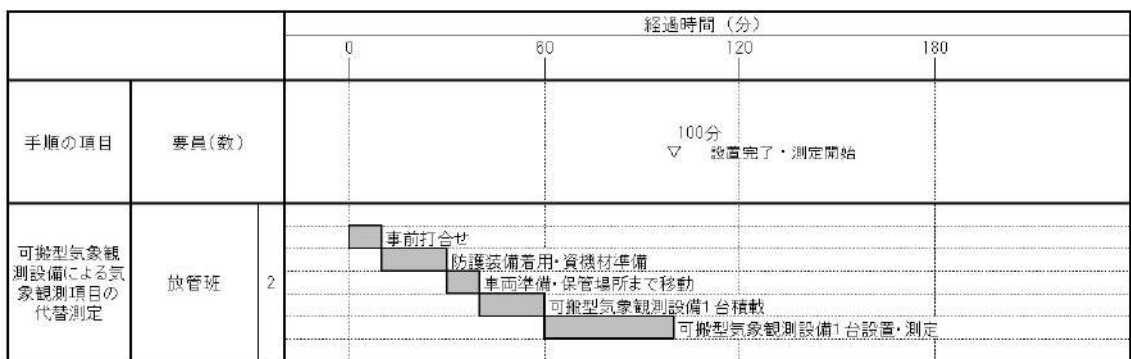 経過時間（分）
0 60 120 180
手順の項目 要員(数)
100分
▽ 設置完了・測定開始
可搬型気象観
測設備による気
象観測項目の
代替測定
放管班 2
事前打合せ
防護装備着用・資機材準備
車両準備・保管場所まで移動
可搬型気象観測設備1台積載
可搬型気象観測設備1台設置・測定